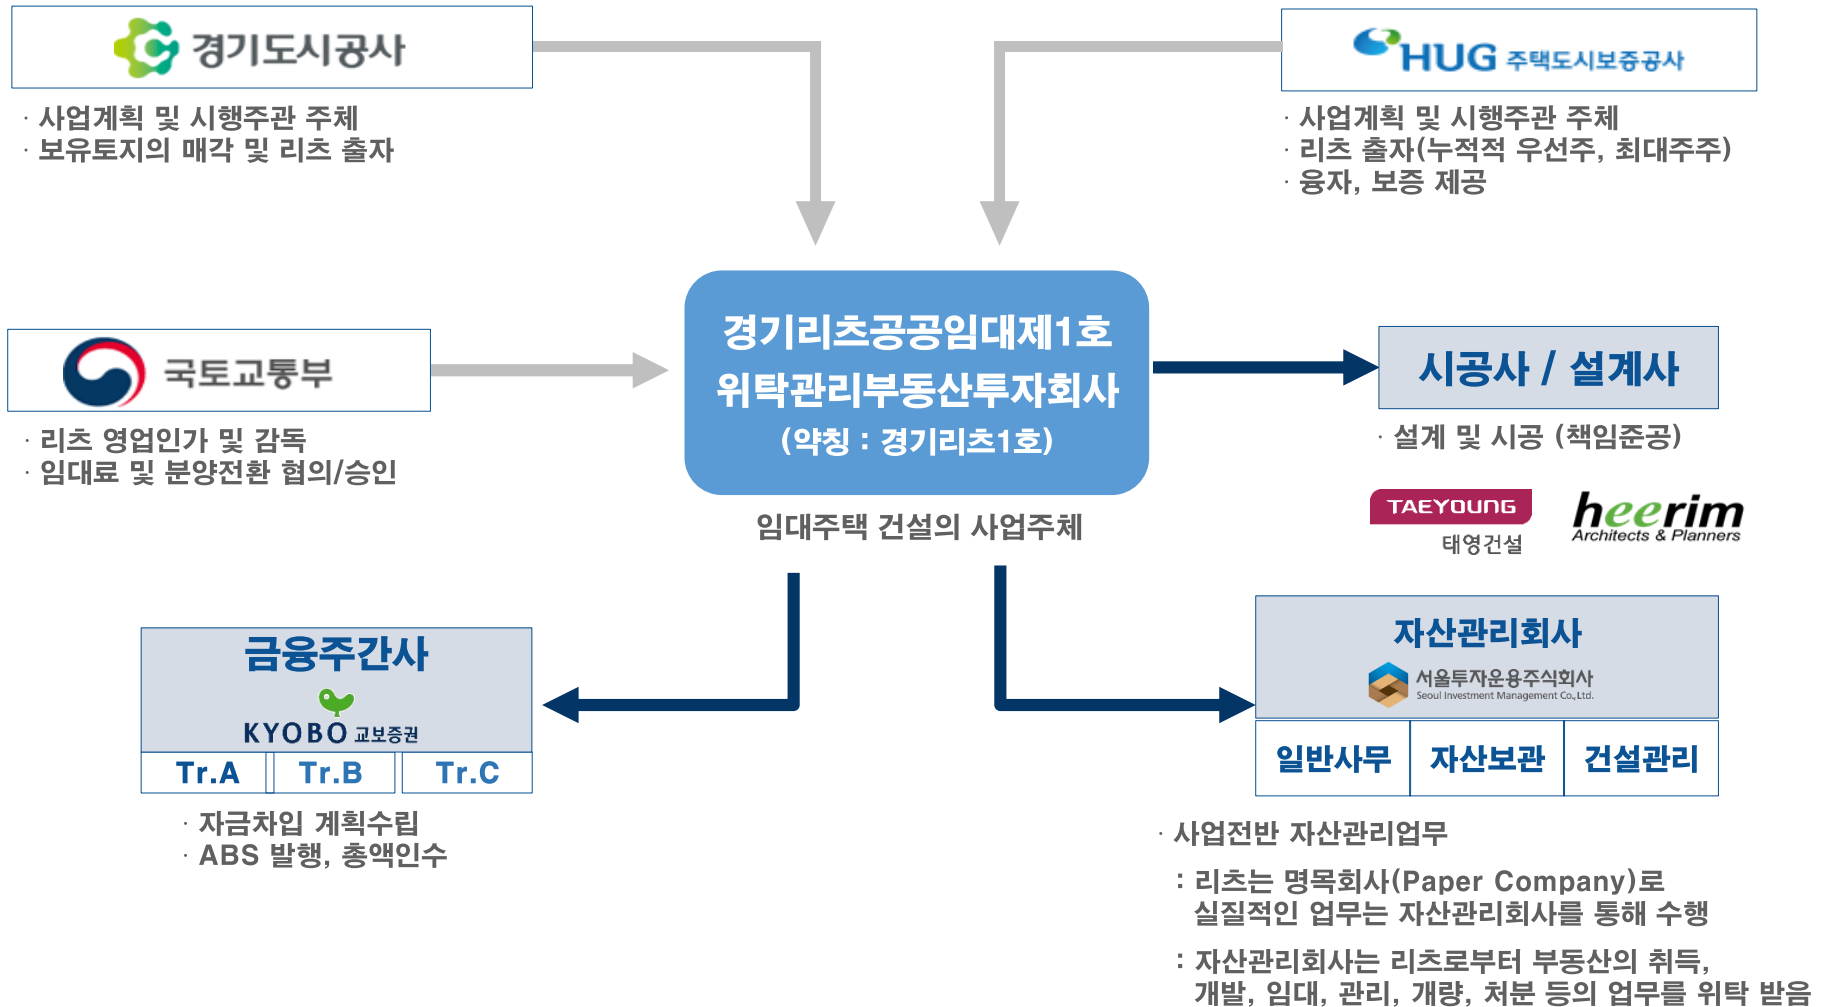 경기도시공사
· 사업계획 및 시행주관 주체
· 보유토지의 매각 및 리츠 출자
HUG 주택도시보증공사
· 사업계획 및 시행주관 주체
· 리츠 출자(누적적 우선주, 최대주주)
· 융자, 보증 제공
국토교통부
· 리츠 영업인가 및 감독
· 임대료 및 분양전환 협의/승인
경기리츠공공임대제1호
위탁관리부동산투자회사
(약칭 : 경기리츠1호)
임대주택 건설의 사업주체
시공사 / 설계사
· 설계 및 시공 (책임준공)
TAEYOUNG
태영건설
heerim
Architects & Planners
금융주간사
KYOBO 교보증권
Tr.A Tr.B Tr.C
· 자금차입 계획수립
· ABS 발행, 총액인수
자산관리회사
서울투자운용주식회사
Seoul Investment Management Co., Ltd.
일반사무 자산보관 건설관리
· 사업전반 자산관리업무
: 리츠는 명목회사(Paper Company)로
실질적인 업무는 자산관리회사를 통해 수행
: 자산관리회사는 리츠로부터 부동산의 취득,
개발, 임대, 관리, 개량, 처분 등의 업무를 위탁 받음